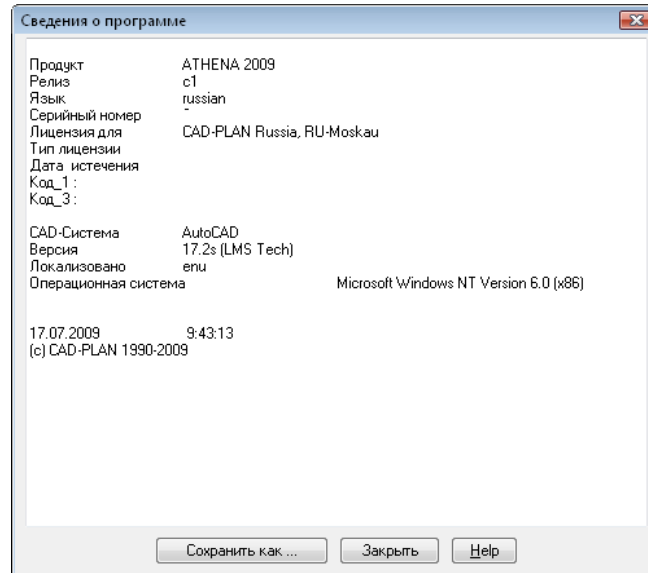 Сведения о программе
Продукт ATHENA 2009
Релиз c1
Язык russian
Серийный номер
Лицензия для CAD-PLAN Russia, RU-Moskau
Тип лицензии
Дата истечения
Код_1 :
Код_3 :
CAD-Система AutoCAD
Версия 17.2s (LMS Tech)
Локализовано enu
Операционная система Microsoft Windows NT Version 6.0 (x86)
17.07.2009 9:43:13
(c) CAD-PLAN 1990-2009
Сохранить как ... Закрыть Help